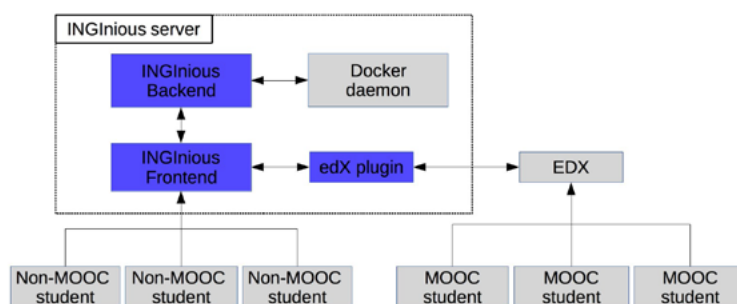 INGInious server
INGInious
Backend
Docker
daemon
INGInious
Frontend
edX plugin
EDX
Non-MOOC
student
Non-MOOC
student
Non-MOOC
student
MOOC
student
MOOC
student
MOOC
student